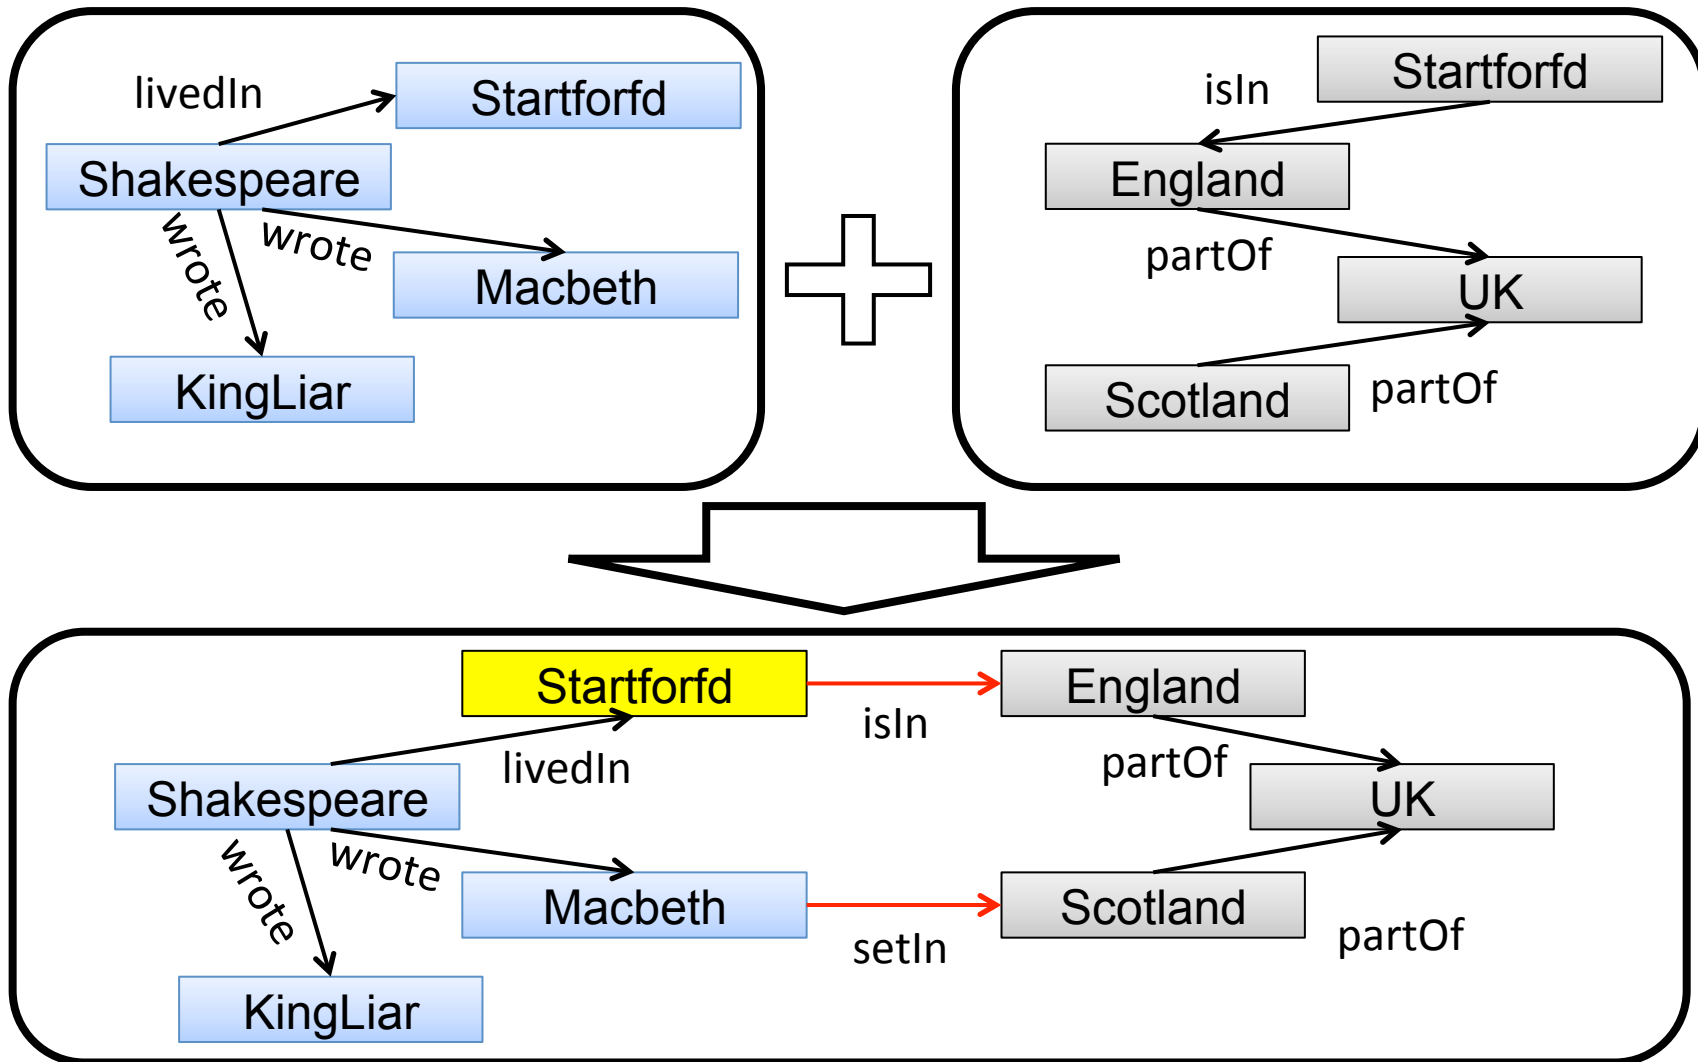 livedIn
Startforfd
Shakespeare
wrote
wrote
Macbeth
KingLiar
Startforfd
isIn
England
partOf
UK
Scotland
partOf
Startforfd
isIn
England
livedIn
partOf
Shakespeare
UK
wrote
wrote
Macbeth
setIn
Scotland
partOf
KingLiar